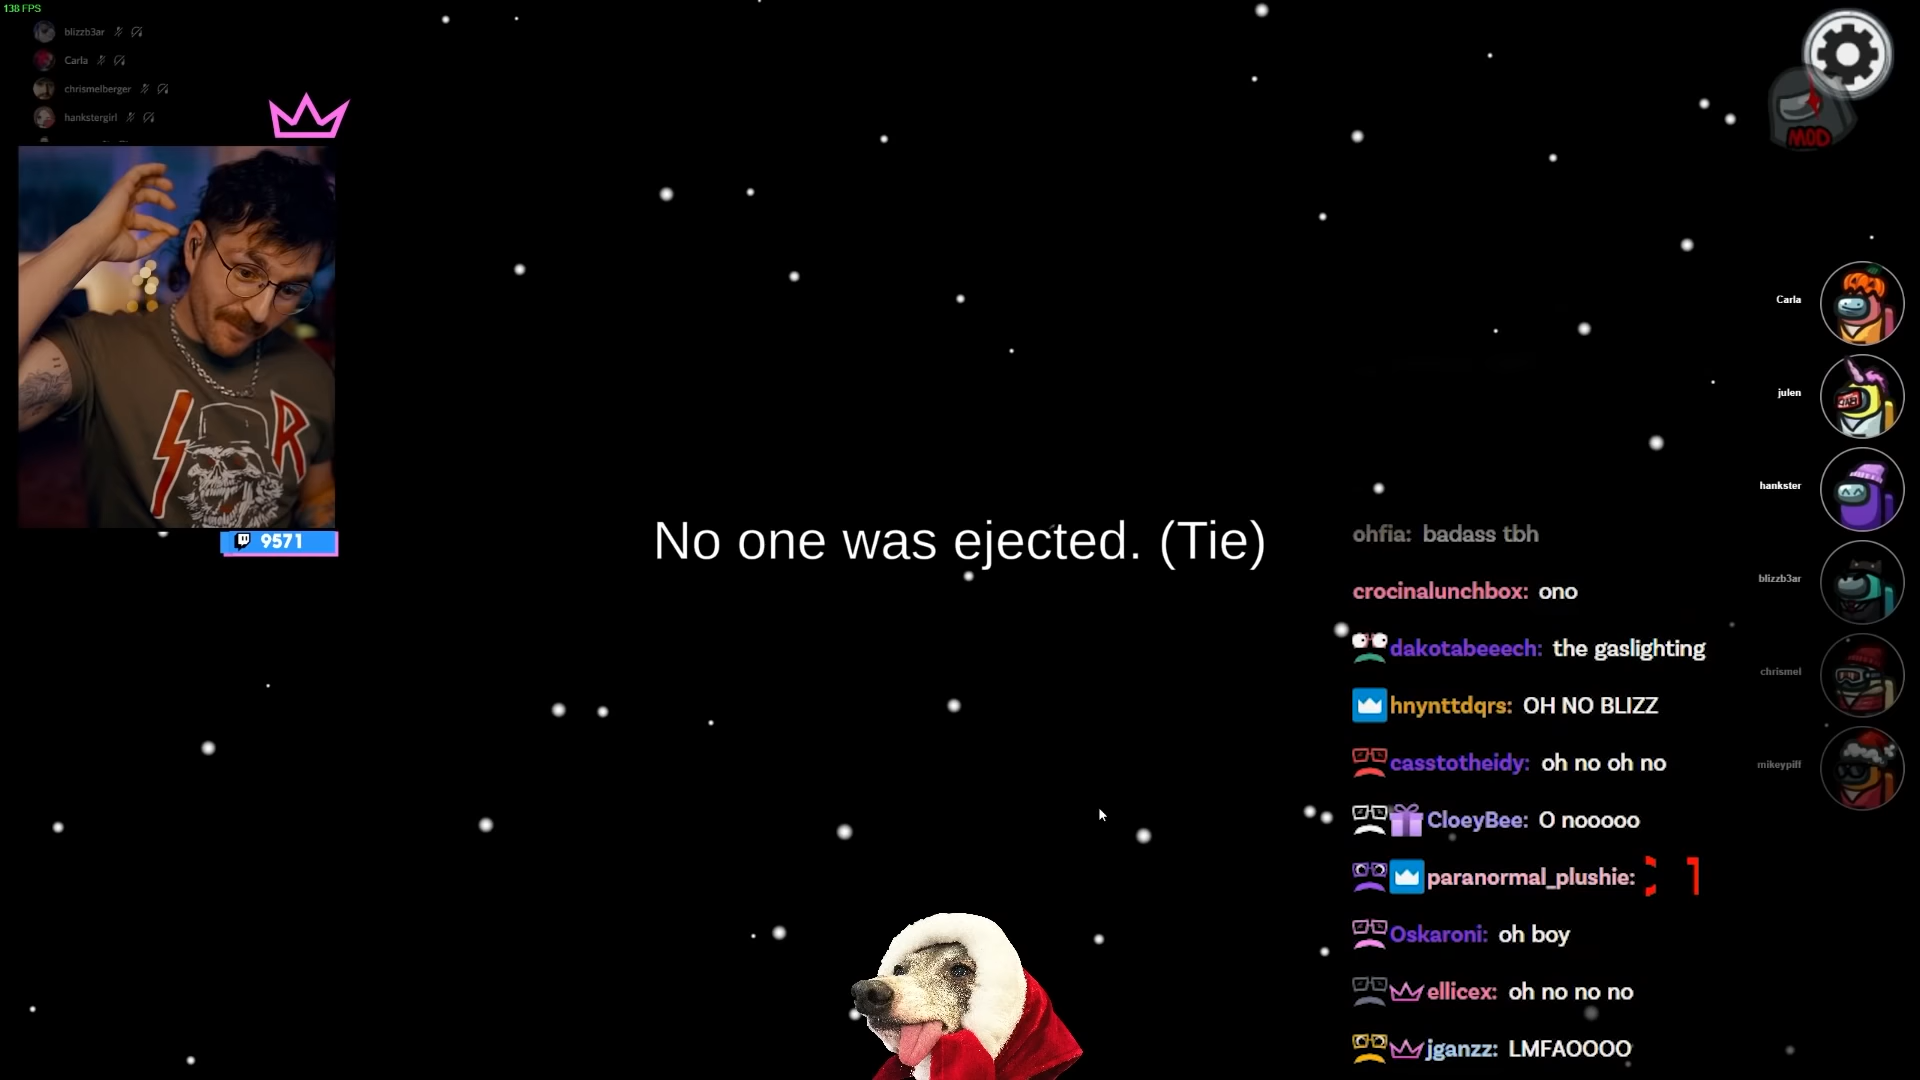 138 FPS
blizzb3ar
Carla
chrismelberger
hankstergirl
MOD
S R
9571
Carla
julen
hankster
blizzb3ar
chrismel
mikeypiff
No one was ejected. (Tie)
ohfia: badass tbh
crocinalunchbox: ono
dakotabeeech: the gaslighting
hnynttdqrs: OH NO BLIZZ
casstotheidy: oh no oh no
CloeyBee: O nooooo
paranormal_plushie:
Oskaroni: oh boy
ellicex: oh no no no
jganzz: LMFAOOOO